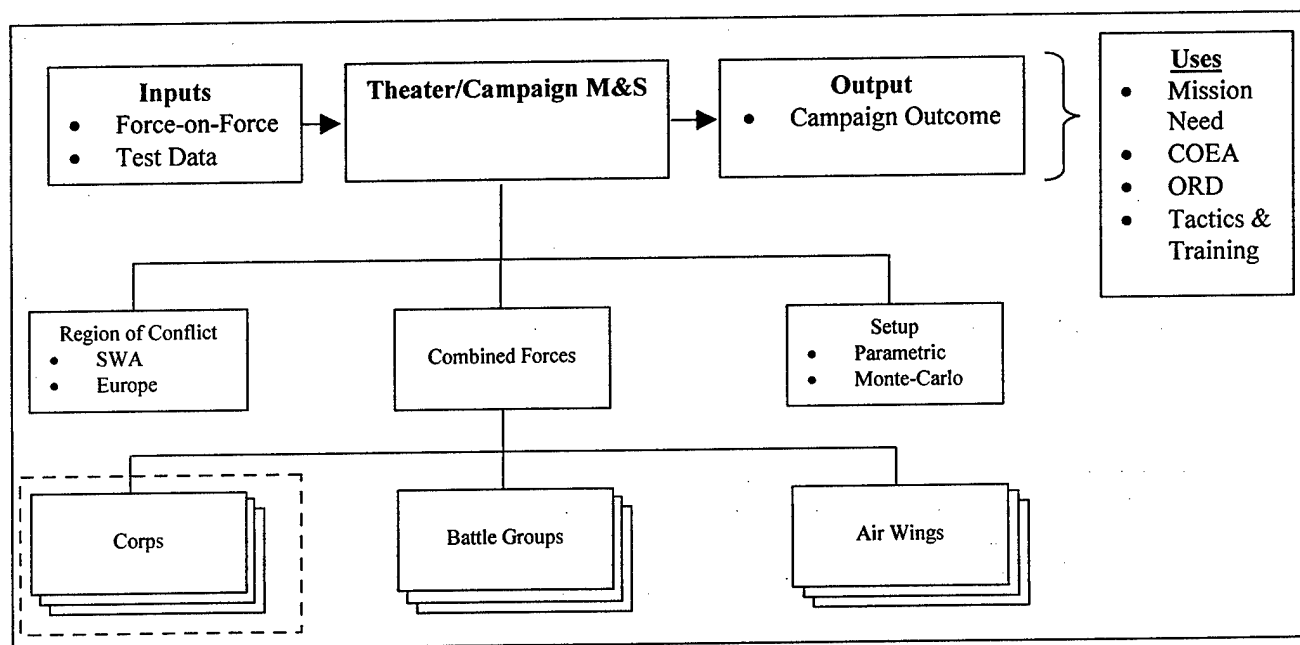 Inputs
• Force-on-Force
• Test Data
Theater/Campaign M&S
Output
• Campaign Outcome
Uses
• Mission
Need
• COEA
• ORD
• Tactics &
Training
Region of Conflict
• SWA
• Europe
Combined Forces
Setup
• Parametric
• Monte-Carlo
Corps
Battle Groups
Air Wings